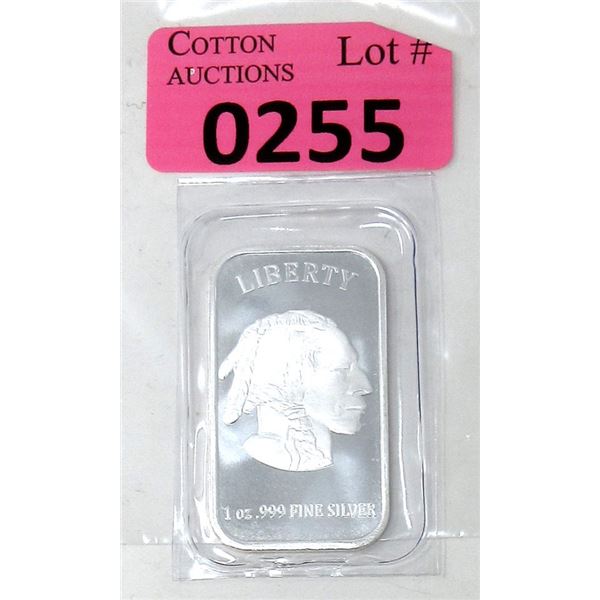 COTTON Lot #
AUCTIONS
0255
LIBERTY
1 oz .999 FINE SILVER